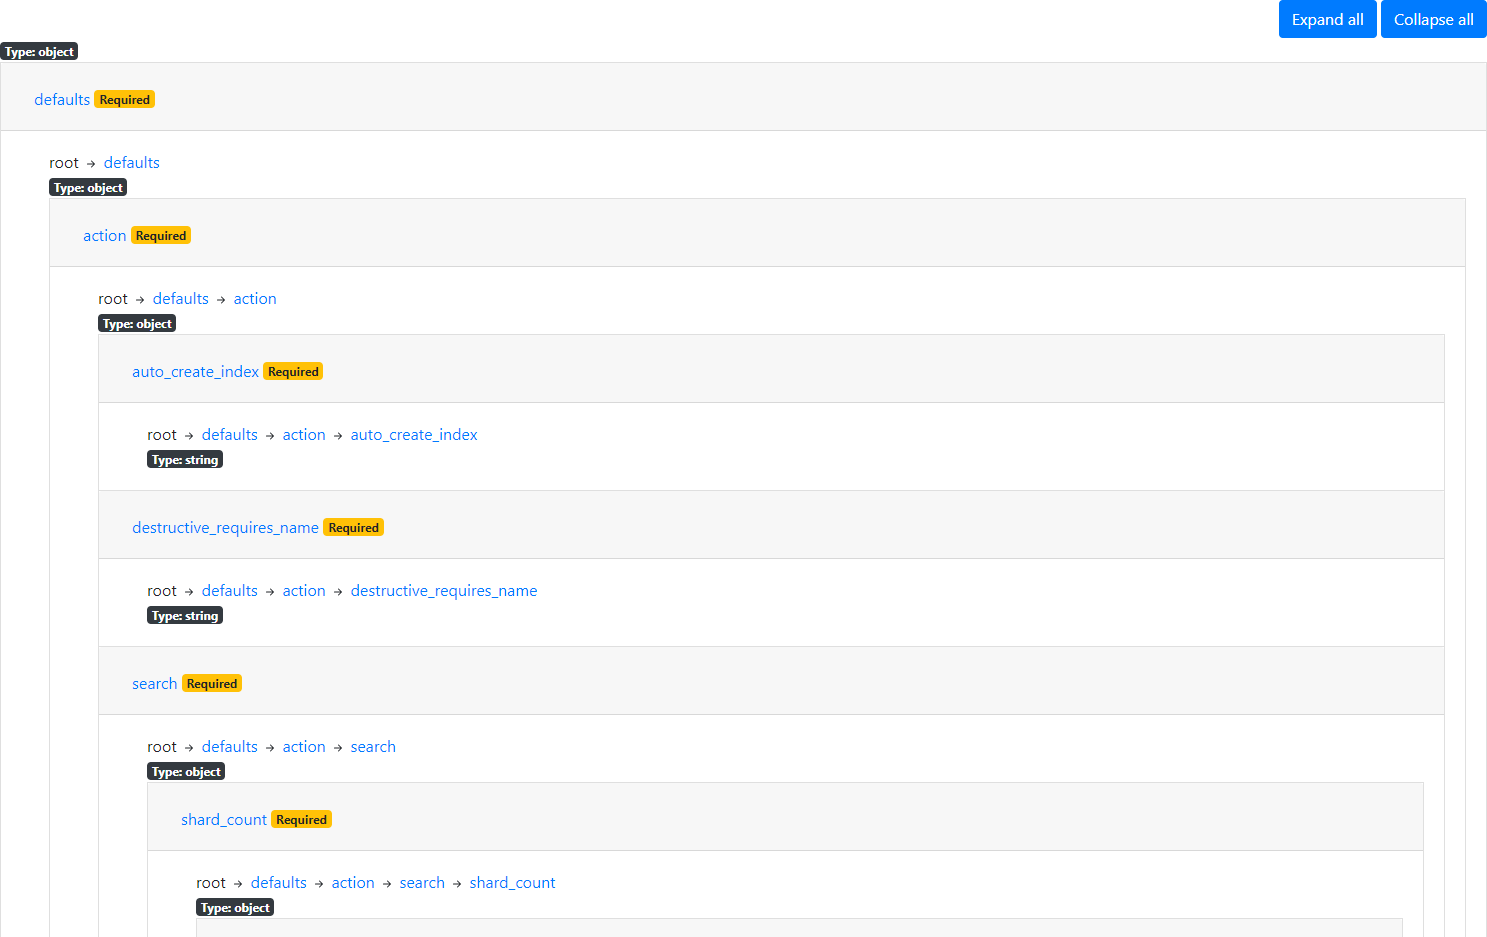 Expand all Collapse all
Type: object
defaults Required
root → defaults
Type: object
action Required
root → defaults → action
Type: object
auto_create_index Required
root → defaults → action → auto_create_index
Type: string
destructive_requires_name Required
root → defaults → action → destructive_requires_name
Type: string
search Required
root → defaults → action → search
Type: object
shard_count Required
root → defaults → action → search → shard_count
Type: object